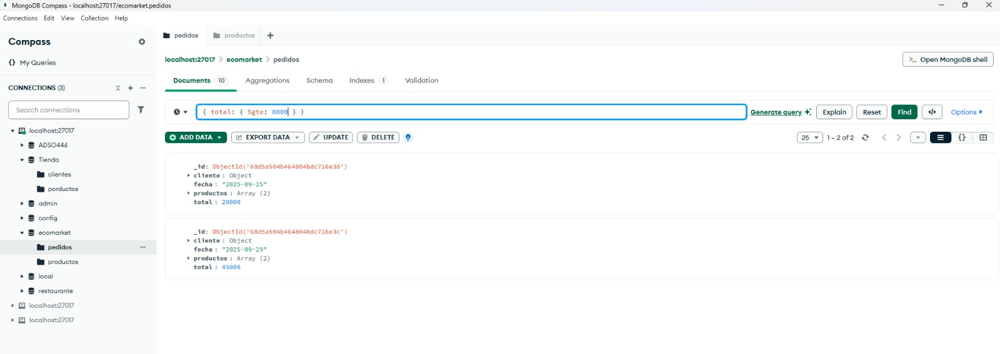 MongoDB Compass - localhost:27017/ecomarket.pedidos
Connections Edit View Collection Help
Compass
{} My Queries
CONNECTIONS (3)
Search connections
localhost:27017
ADSO446
Tienda
clientes
porductos
admin
config
ecomarket
pedidos
productos
local
restaurante
localhost:27017
localhost:27017
pedidos productos
localhost:27017 > ecomarket > pedidos
>_ Open MongoDB shell
Documents 10 Aggregations Schema Indexes 1 Validation
{ total: { $gte: 8000 } }
Generate query Explain Reset Find </> Options
ADD DATA EXPORT DATA UPDATE DELETE 25 1 – 2 of 2 {}
_id: ObjectId('68d5a504b464804bdc716e38')
cliente : Object
fecha : "2025-09-25"
productos : Array (2)
total : 20000
_id: ObjectId('68d5a504b464804bdc716e3c')
cliente : Object
fecha : "2025-09-29"
productos : Array (2)
total : 45000